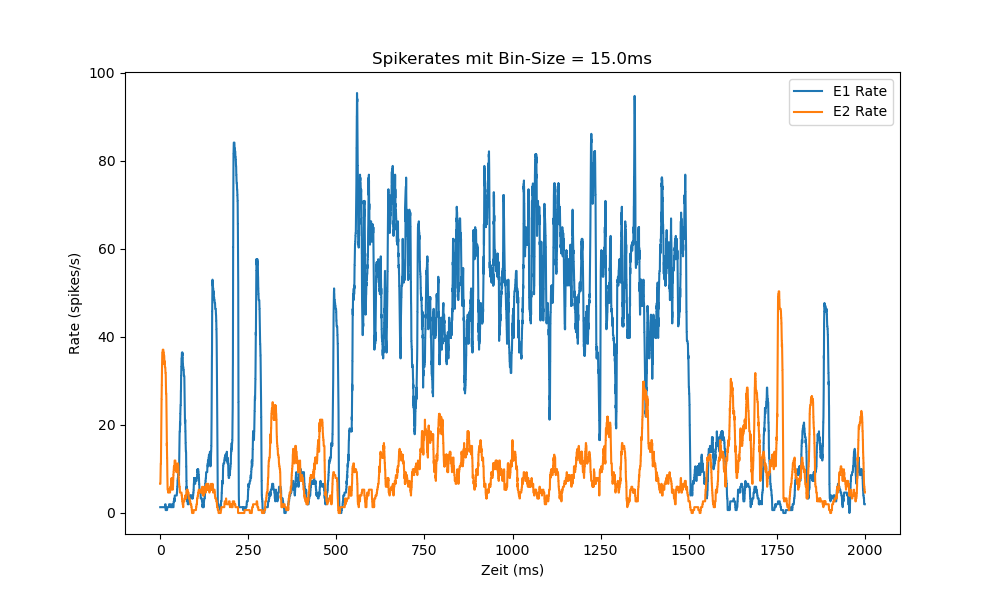 Spikerates mit Bin-Size = 15.0ms
E1 Rate
E2 Rate
Rate (spikes/s)
100
80
60
40
20
0
0 250 500 750 1000 1250 1500 1750 2000
Zeit (ms)